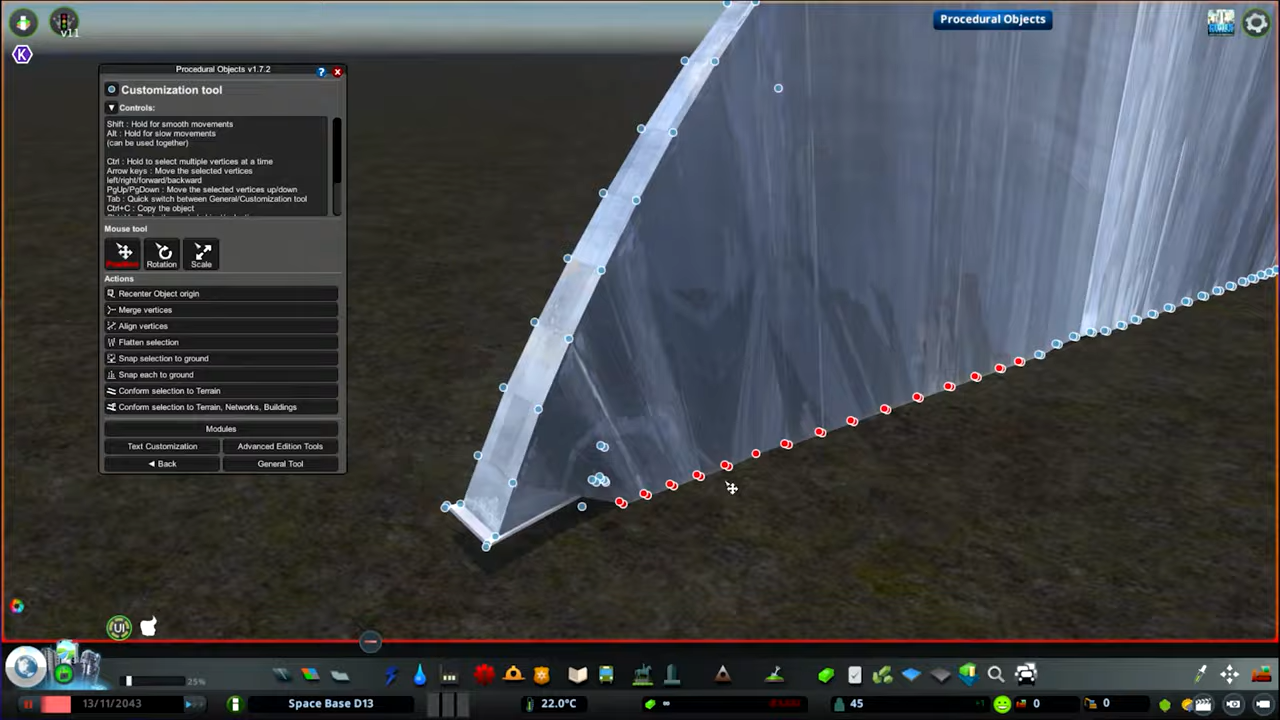 Procedural Objects
v11
K
Procedural Objects v1.7.2
?
x
Customization tool
Controls:
Shift : Hold for smooth movements
Alt : Hold for slow movements
(can be used together)
Ctrl : Hold to select multiple vertices at a time
Arrow keys : Move the selected vertices
left/right/forward/backward
PgUp/PgDown : Move the selected vertices up/down
Tab : Quick switch between General/Customization tool
Ctrl+C : Copy the object
Mouse tool
Position Rotation Scale
Actions
Recenter Object origin
Merge vertices
Align vertices
Flatten selection
Snap selection to ground
Snap each to ground
Conform selection to Terrain
Conform selection to Terrain, Networks, Buildings
Modules
Text Customization Advanced Edition Tools
◄ Back General Tool
UI
25%
13/11/2043 Space Base D13 22.0°C ∞ 45 +1 0 0